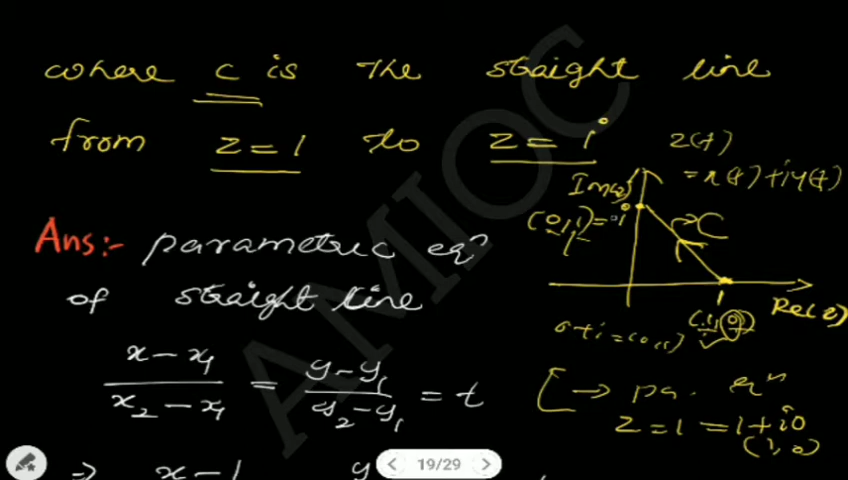 where c is the straight line
from z = 1 to z = i
z(t)
= x(t) + iy(t)
Im(z)
(0,1) = i
C
1
Re(z)
0+i = (0,1)
Ans:- parametric eqⁿ
of straight line
x - x₁ / x₂ - x₁ = y - y₁ / y₂ - y₁ = t
→ pa. eqⁿ
z = 1 = 1 + i0
(1, 0)
⇒ x - 1 y
19/29
AMIOC